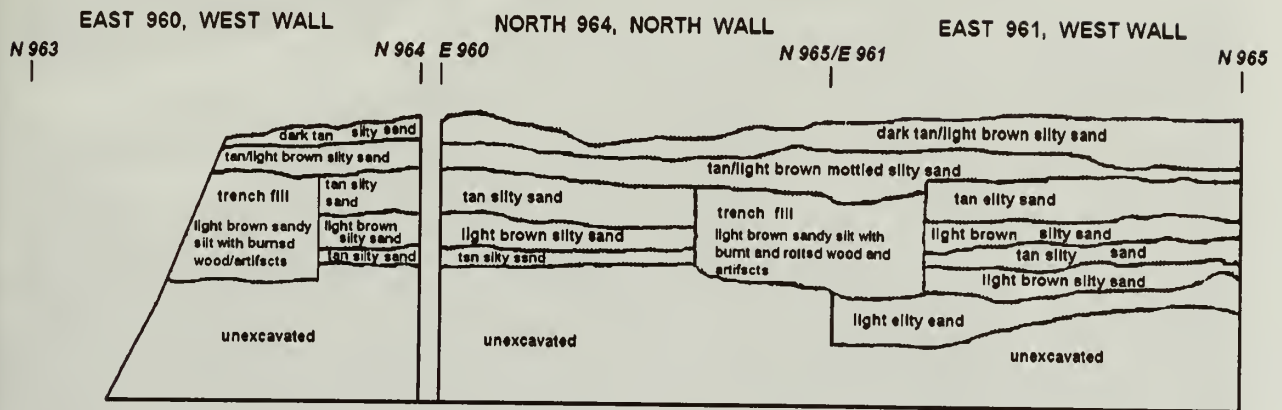 EAST 960, WEST WALL
NORTH 964, NORTH WALL
EAST 961, WEST WALL
N 963
N 964
E 960
N 965/E 961
N 965
dark tan silty sand
tan/light brown silty sand
trench fill
light brown sandy
silt with burnsd
wood/artifscts
tan silty
sand
light brown
silty sand
tan silty sand
unexcavated
tan silty sand
light brown silty sand
tan silty sand
unexcavated
dark tan/light brown silty sand
tan/light brown mottled silty sand
trench fill
light brown sandy silt with
burnt and rottsd wood and
artifscts
tan silty sand
light brown silty sand
tan silty sand
light brown silty sand
light silty sand
unexcavated